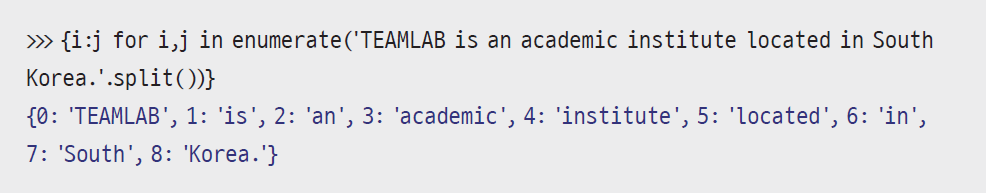 >>> {i:j for i,j in enumerate('TEAMLAB is an academic institute located in South
Korea.'.split())}
{0: 'TEAMLAB', 1: 'is', 2: 'an', 3: 'academic', 4: 'institute', 5: 'located', 6: 'in',
7: 'South', 8: 'Korea.'}